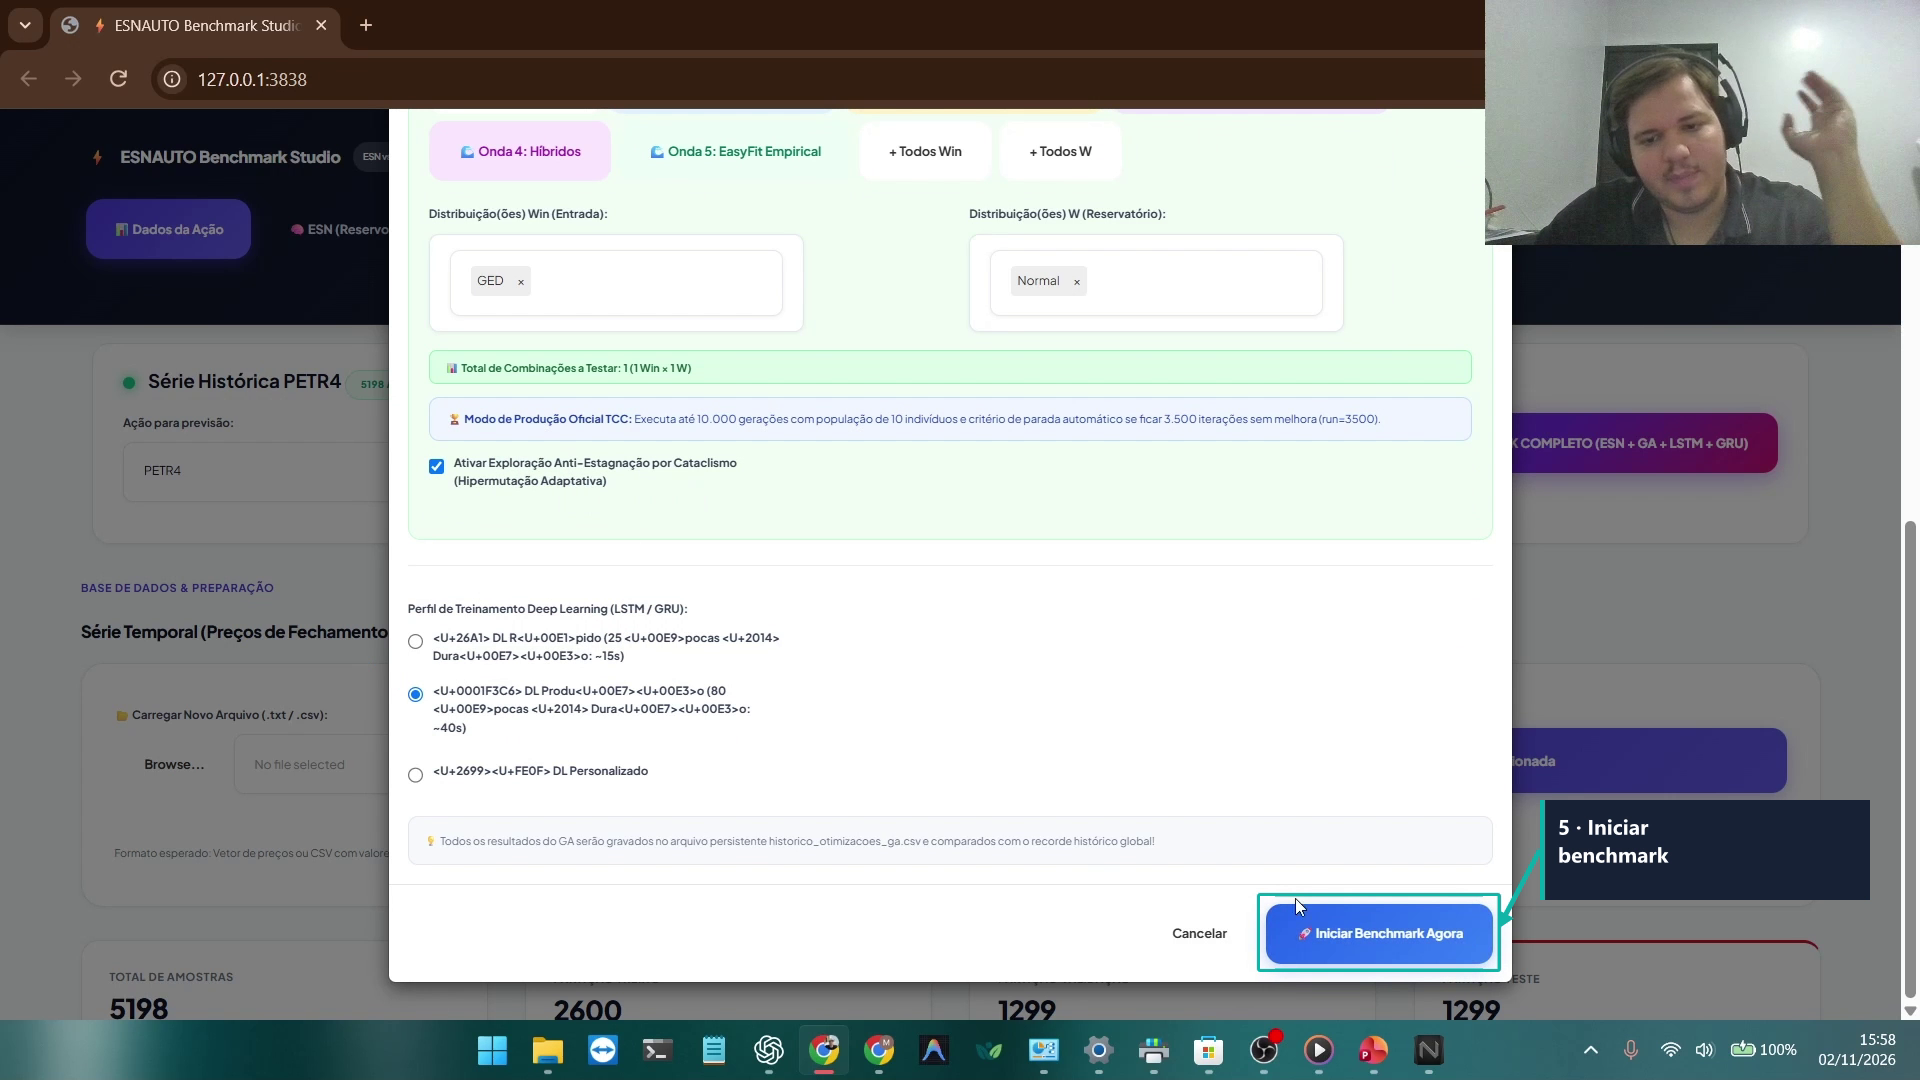 ESNAUTO Benchmark Studio
127.0.0.1:3838
ESNAUTO Benchmark Studio
Dados da Ação
ESN (Reservo
Onda 4: Híbridos
Onda 5: EasyFit Empirical
+ Todos Win
+ Todos W
Distribuição(ões) Win (Entrada):
Distribuição(ões) W (Reservatório):
GED ×
Normal ×
Total de Combinações a Testar: 1 (1 Win × 1 W)
Modo de Produção Oficial TCC: Executa até 10.000 gerações com população de 10 indivíduos e critério de parada automático se ficar 3.500 iterações sem melhora (run=3500).
Ativar Exploração Anti-Estagnação por Cataclismo
(Hipermutação Adaptativa)
Série Histórica PETR4
5198
Ação para previsão:
PETR4
K COMPLETO (ESN + GA + LSTM + GRU)
BASE DE DADOS & PREPARAÇÃO
Série Temporal (Preços de Fechamento
Perfil de Treinamento Deep Learning (LSTM / GRU):
<U+26A1> DL R<U+00E1>pido (25 <U+00E9>pocas <U+2014>
Dura<U+00E7><U+00E3>o: ~15s)
<U+0001F3C6> DL Produ<U+00E7><U+00E3>o (80
<U+00E9>pocas <U+2014> Dura<U+00E7><U+00E3>o:
~40s)
<U+2699><U+FE0F> DL Personalizado
Carregar Novo Arquivo (.txt / .csv):
Browse...
No file selected
ionada
Formato esperado: Vetor de preços ou CSV com valore
Todos os resultados do GA serão gravados no arquivo persistente historico_otimizacoes_ga.csv e comparados com o recorde histórico global!
5 · Iniciar
benchmark
Cancelar
Iniciar Benchmark Agora
TOTAL DE AMOSTRAS
5198
2600
1299
ESTE
1299
100%
15:58
02/11/2026